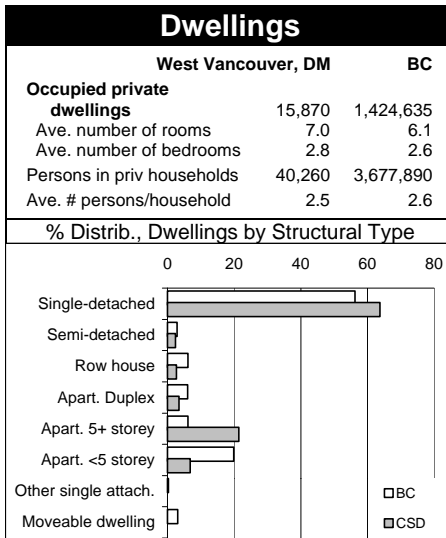 Dwellings
West Vancouver, DM BC
Occupied private
dwellings 15,870 1,424,635
Ave. number of rooms 7.0 6.1
Ave. number of bedrooms 2.8 2.6
Persons in priv households 40,260 3,677,890
Ave. # persons/household 2.5 2.6
% Distrib., Dwellings by Structural Type
0 20 40 60 80
Single-detached
Semi-detached
Row house
Apart. Duplex
Apart. 5+ storey
Apart. <5 storey
Other single attach.
BC
Moveable dwelling
CSD